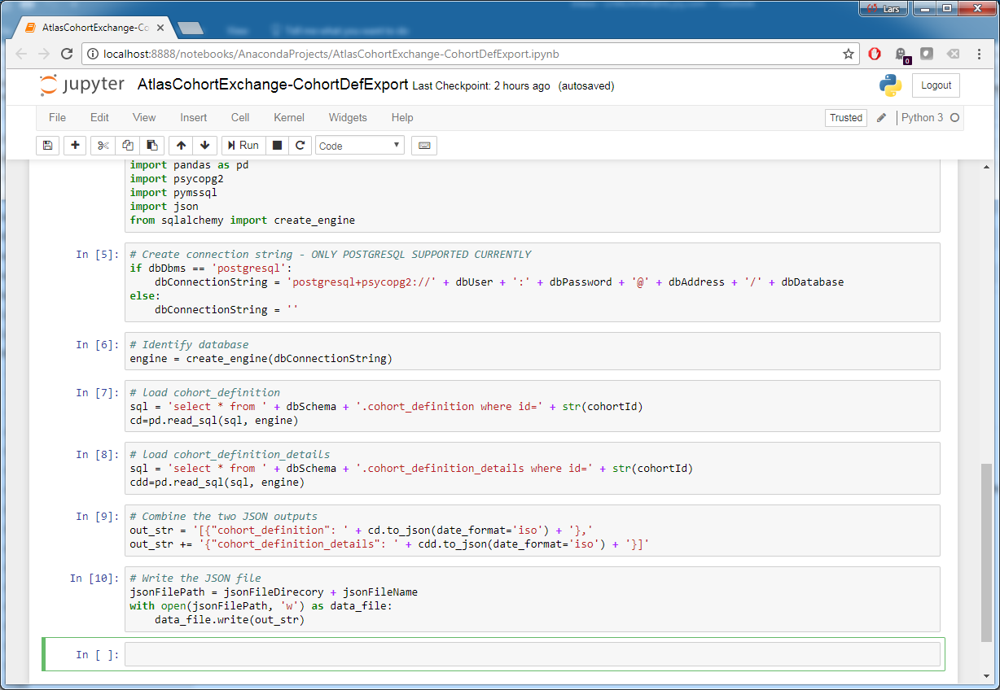 Lars
AtlasCohortExchange-Co
localhost:8888/notebooks/AnacondaProjects/AtlasCohortExchange-CohortDefExport.ipynb
0
jupyter AtlasCohortExchange-CohortDefExport Last Checkpoint: 2 hours ago (autosaved)
Logout
File Edit View Insert Cell Kernel Widgets Help
Trusted
Python 3
Run
Code
import pandas as pd
import psycopg2
import pymssql
import json
from sqlalchemy import create_engine
In [5]:
# Create connection string - ONLY POSTGRESQL SUPPORTED CURRENTLY
if dbDbms == 'postgresql':
    dbConnectionString = 'postgresql+psycopg2://' + dbUser + ':' + dbPassword + '@' + dbAddress + '/' + dbDatabase
else:
    dbConnectionString = ''
In [6]:
# Identify database
engine = create_engine(dbConnectionString)
In [7]:
# load cohort_definition
sql = 'select * from ' + dbSchema + '.cohort_definition where id=' + str(cohortId)
cd=pd.read_sql(sql, engine)
In [8]:
# load cohort_definition_details
sql = 'select * from ' + dbSchema + '.cohort_definition_details where id=' + str(cohortId)
cdd=pd.read_sql(sql, engine)
In [9]:
# Combine the two JSON outputs
out_str = '[{"cohort_definition": ' + cd.to_json(date_format='iso') + '},'
out_str += '{"cohort_definition_details": ' + cdd.to_json(date_format='iso') + '}]'
In [10]:
# Write the JSON file
jsonFilePath = jsonFileDirecory + jsonFileName
with open(jsonFilePath, 'w') as data_file:
    data_file.write(out_str)
In [ ]: